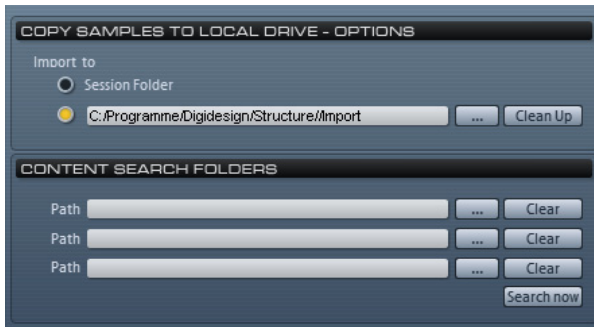 COPY SAMPLES TO LOCAL DRIVE - OPTIONS
Import to
Session Folder
C:/Programme/Digidesign/Structure//Import ... Clean Up
CONTENT SEARCH FOLDERS
Path ... Clear
Path ... Clear
Path ... Clear
Search now